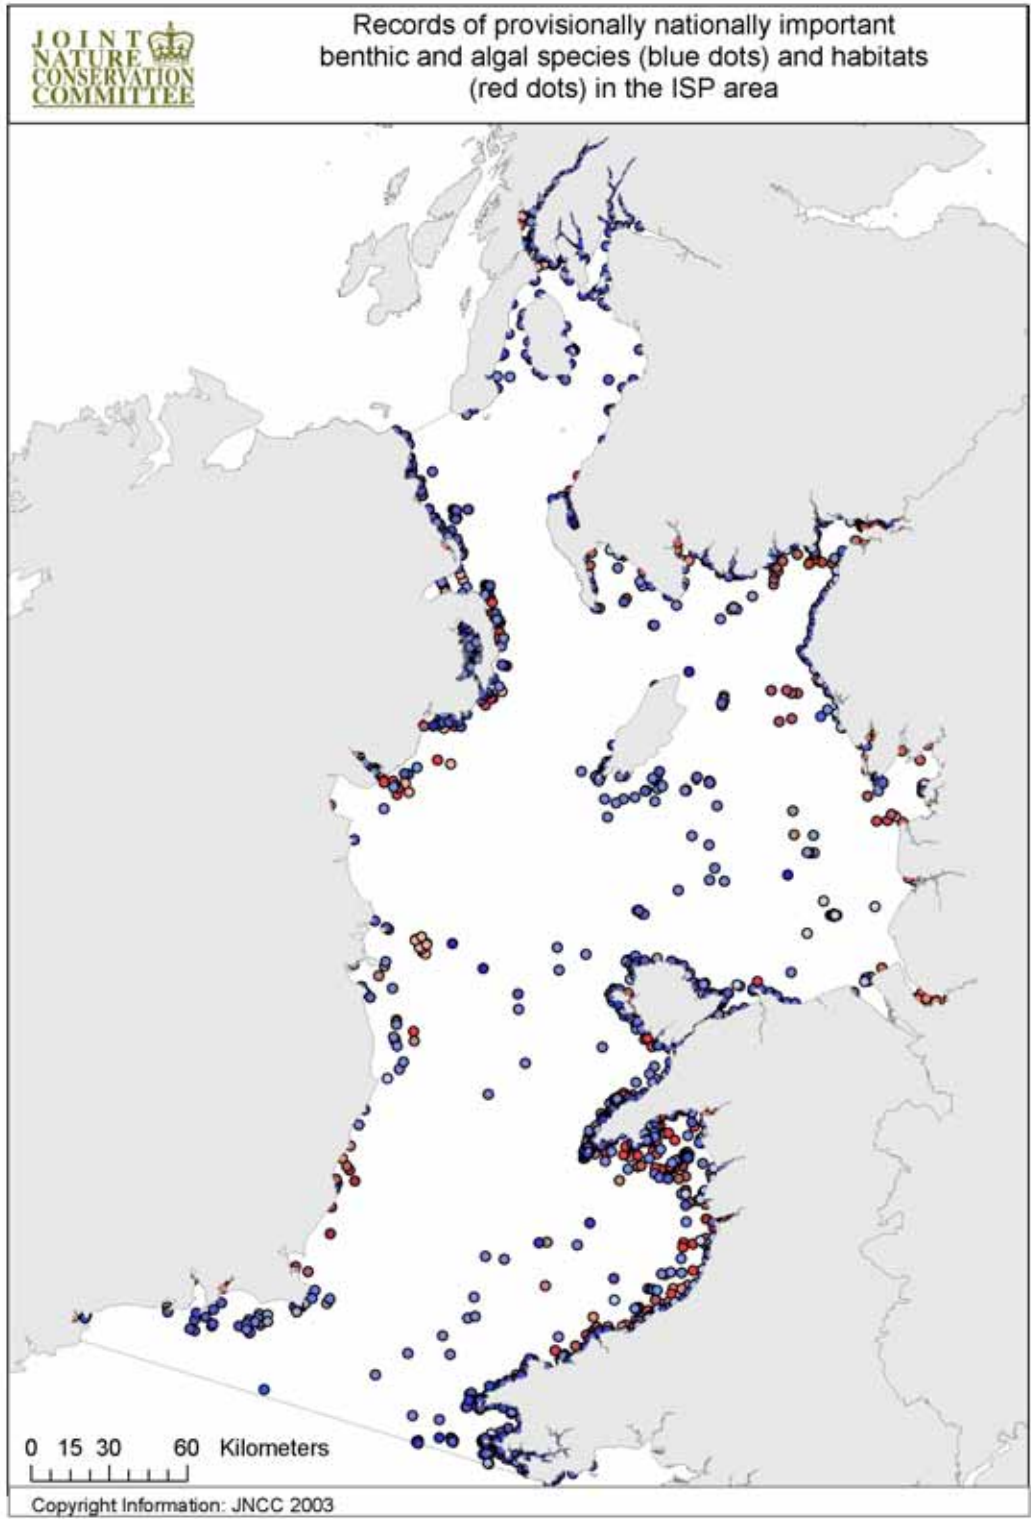 JOINT
NATURE
CONSERVATION
COMMITTEE
Records of provisionally nationally important
benthic and algal species (blue dots) and habitats
(red dots) in the ISP area
0 15 30 60 Kilometers
Copyright Information: JNCC 2003